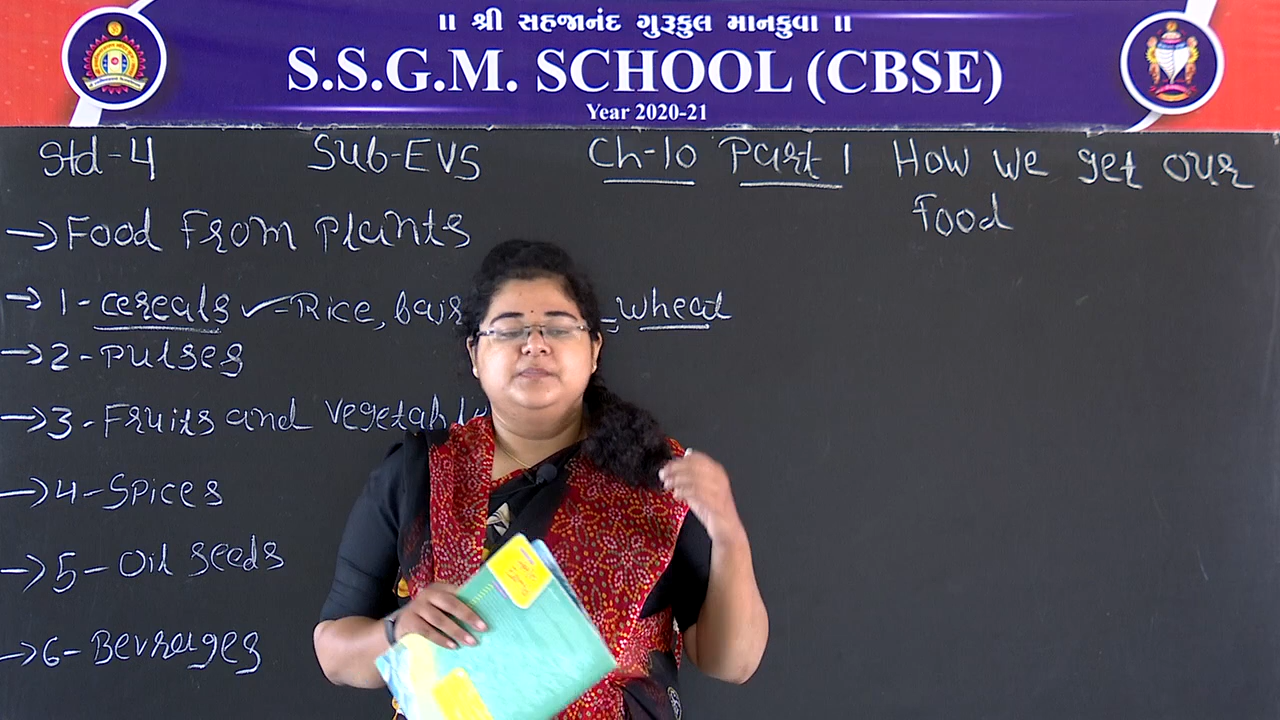 ॥ શ્રી સહજાનંદ ગુરૂકુલ માનકુવા ॥
S.S.G.M. SCHOOL (CBSE)
Year 2020-21
Std-4 Sub-EVS Ch-10 Part 1 How we get our
food
→ Food From Plants
→ 1- cereals ✓-Rice, , wheat
→ 2- Pulses
→ 3- Fruits and
→ 4- Spices
→ 5- Oil seeds
→ 6- Bevrages